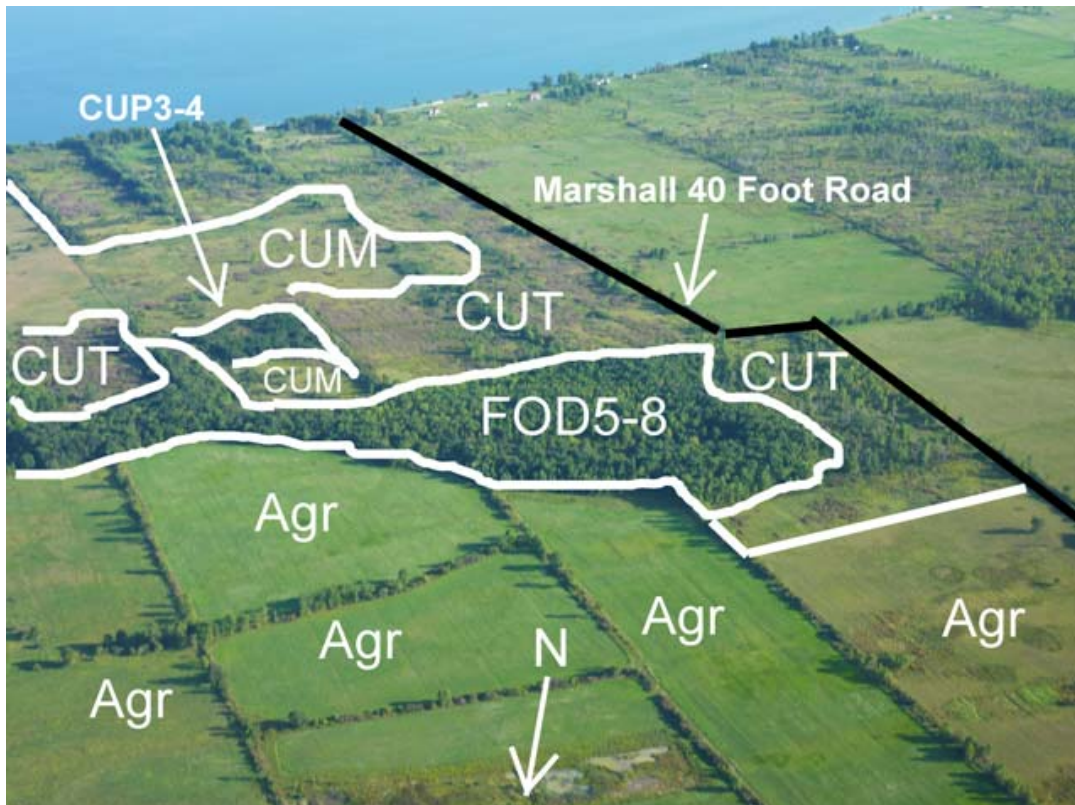 CUP3-4
Marshall 40 Foot Road
CUM
CUT
CUT
CUT
CUM
FOD5-8
Agr
Agr
Agr
Agr
N
Agr